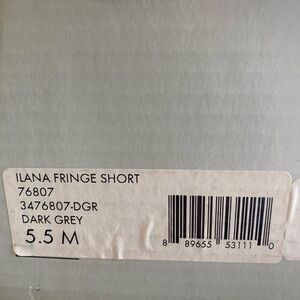 ILANA FRINGE SHORT
76807
3476807-DGR
DARK GREY
5.5 M
8 89655 53111 0